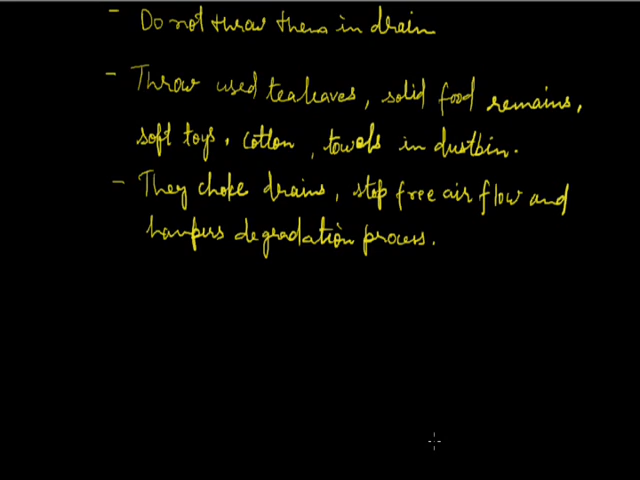 - Do not throw them in drain
- Throw used tealeaves, solid food remains,
soft toys, cotton, towels in dustbin.
- They choke drains, stop free air flow and
hampers degradation process.